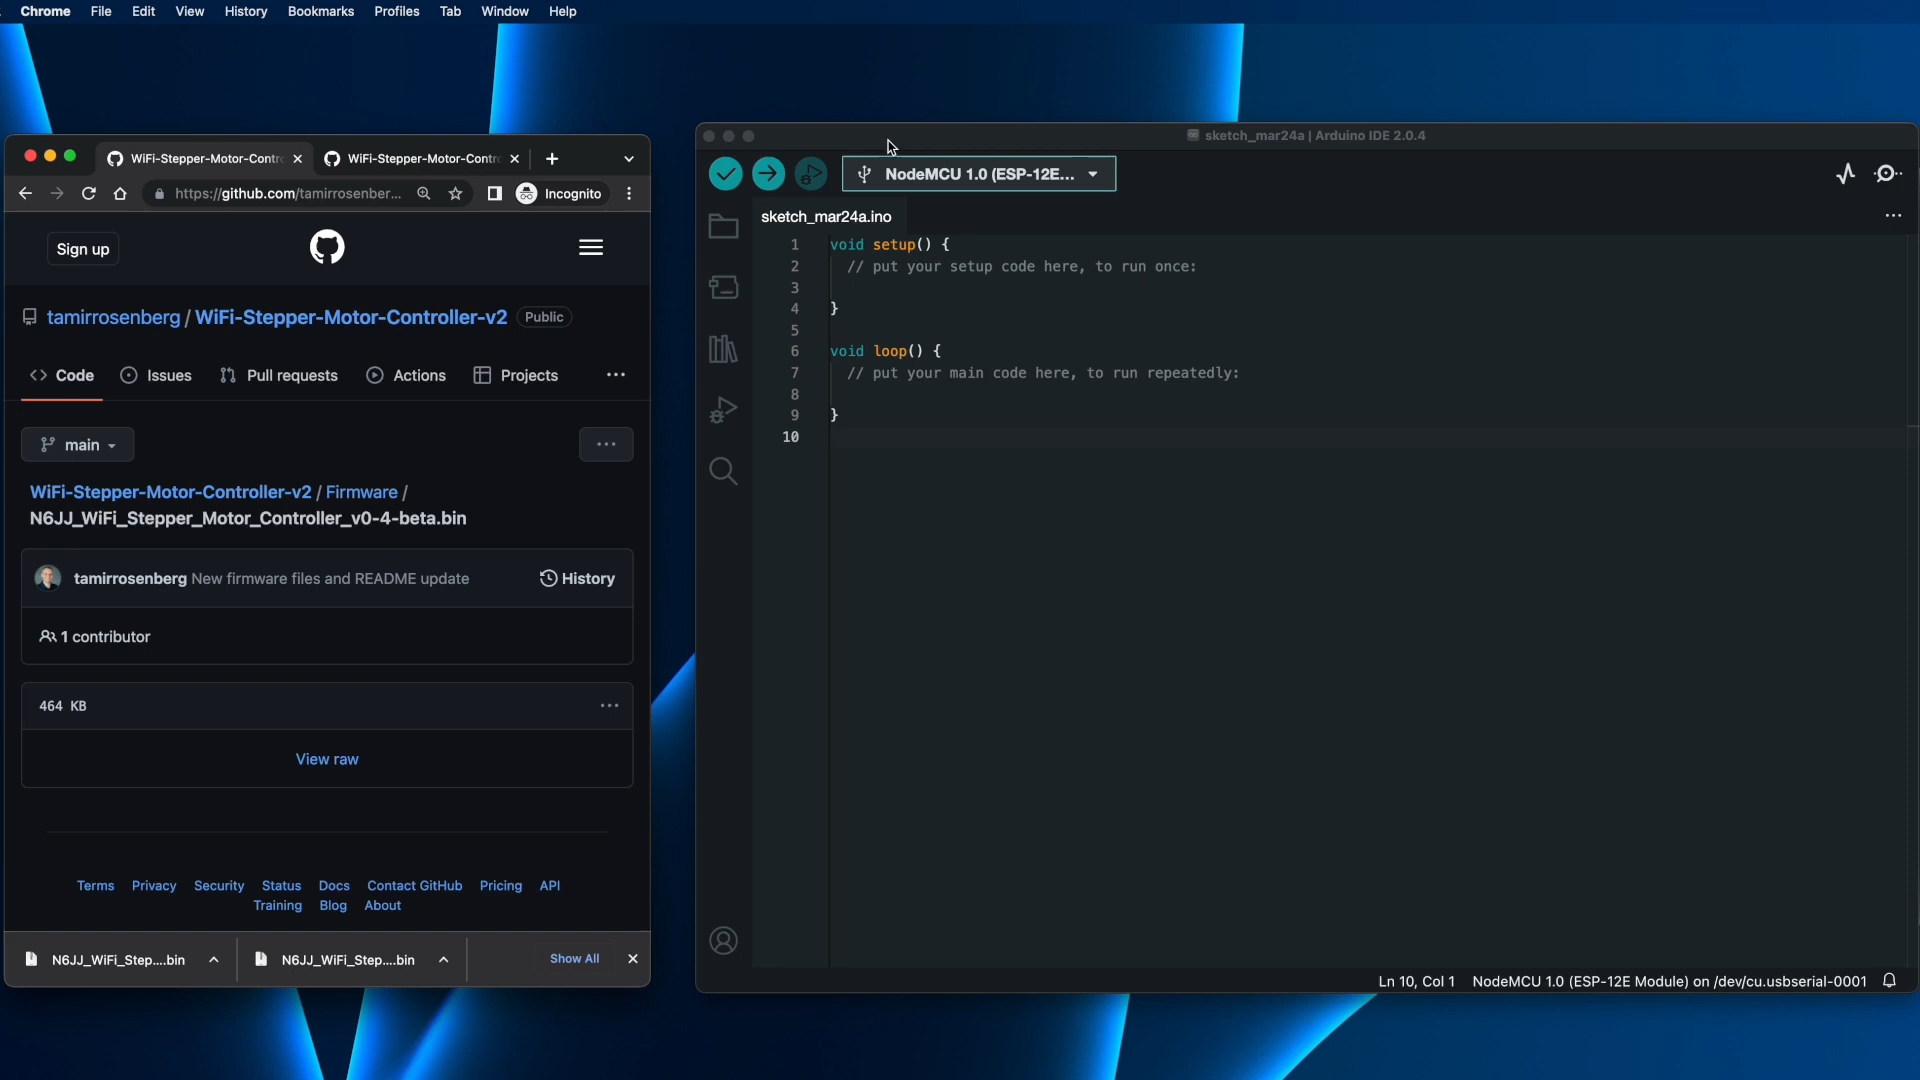 Chrome File Edit View History Bookmarks Profiles Tab Window Help
WiFi-Stepper-Motor-Contr WiFi-Stepper-Motor-Contr
https://github.com/tamirrosenber... Incognito
Sign up
tamirrosenberg / WiFi-Stepper-Motor-Controller-v2 Public
Code Issues Pull requests Actions Projects ...
main ...
WiFi-Stepper-Motor-Controller-v2 / Firmware /
N6JJ_WiFi_Stepper_Motor_Controller_v0-4-beta.bin
tamirrosenberg New firmware files and README update History
1 contributor
464 KB ...
View raw
Terms Privacy Security Status Docs Contact GitHub Pricing API
Training Blog About
N6JJ_WiFi_Step....bin N6JJ_WiFi_Step....bin Show All
sketch_mar24a | Arduino IDE 2.0.4
NodeMCU 1.0 (ESP-12E...
sketch_mar24a.ino ...
1 void setup() {
2 // put your setup code here, to run once:
3
4 }
5
6 void loop() {
7 // put your main code here, to run repeatedly:
8
9 }
10
Ln 10, Col 1 NodeMCU 1.0 (ESP-12E Module) on /dev/cu.usbserial-0001